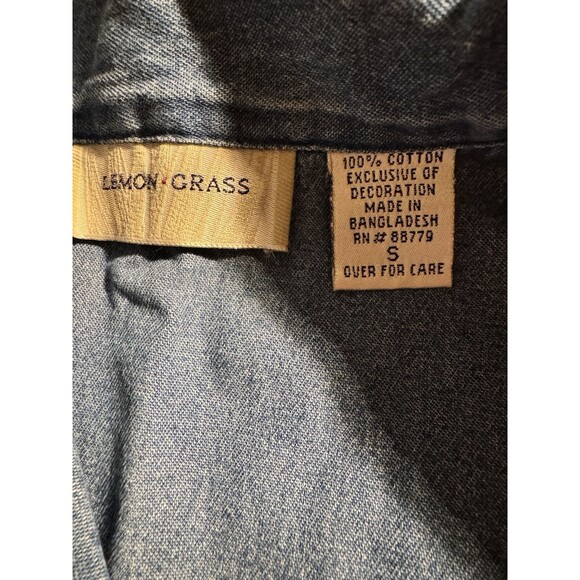 LEMON·GRASS
100% COTTON
EXCLUSIVE OF
DECORATION
MADE IN
BANGLADESH
RN# 88779
S
OVER FOR CARE